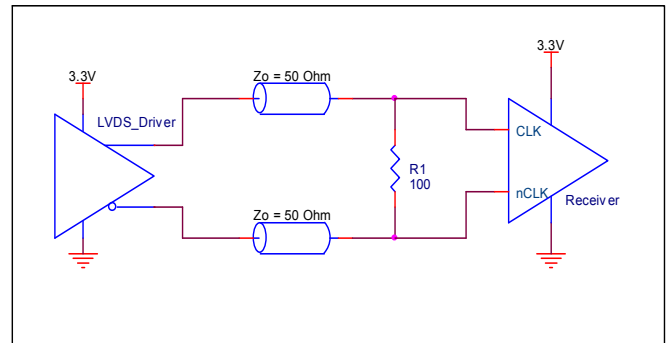 3.3V
Zo = 50 Ohm
3.3V
LVDS_Driver
CLK
R1
100
nCLK
Receiver
Zo = 50 Ohm